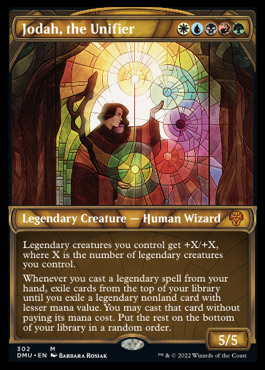 Jodah, the Unifier
Legendary Creature — Human Wizard
Legendary creatures you control get +X/+X,
where X is the number of legendary creatures
you control.
Whenever you cast a legendary spell from your
hand, exile cards from the top of your library
until you exile a legendary nonland card with
lesser mana value. You may cast that card without
paying its mana cost. Put the rest on the bottom
of your library in a random order.
5/5
302 M
DMU • EN Barbara Rosiak
™ & © 2022 Wizards of the Coast